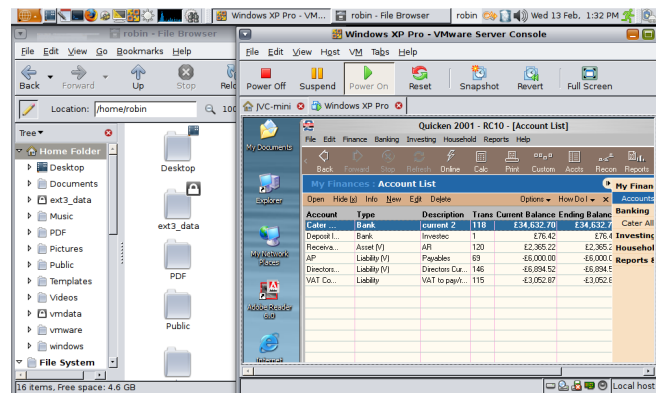 Windows XP Pro - VM...
robin - File Browser
robin
Wed 13 Feb, 1:32 PM
robin - File Browser
File Edit View Go Bookmarks Help
Back Forward Up Stop Relo
Location: /home/robin 100
Tree
Home Folder
Desktop
Documents
ext3_data
Music
PDF
Pictures
Public
Templates
Videos
vmdata
vmware
windows
File System
Desktop
ext3_data
PDF
Public
16 items, Free space: 4.6 GB
Windows XP Pro - VMware Server Console
File Edit View Host VM Tabs Help
Power Off Suspend Power On Reset Snapshot Revert Full Screen
JVC-mini Windows XP Pro
My Documents
Explorer
My Network Places
Adobe Reader 6.0
Internet
Quicken 2001 - RC10 - [Account List]
File Edit Finance Banking Investing Household Reports Help
Back Forward Stop Refresh Online Calc Print Custom Accts Recon Reports
My Finances : Account List
Open Hide(x) Info New Edit Delete Options How Do I x
Account Type Description Trans Current Balance Ending Balanc
Cater ... Bank current 2 118 £34,632.70 £34,632.7
Deposit I... Bank Investec 1 £76.42 £76.4
Receiva... Asset (V) AR 120 £2,365.22 £2,365.2
AP Liability (V) Payables 69 -£6,000.00 -£6,000.0
Directors... Liability (V) Directors Cur... 146 -£6,894.52 -£6,894.5
VAT Co... Liability VAT to pay/r... 115 -£3,052.87 -£3,052.8
My Finan
Accounts
Banking
Cater All
Investing
Househol
Reports &
Local host